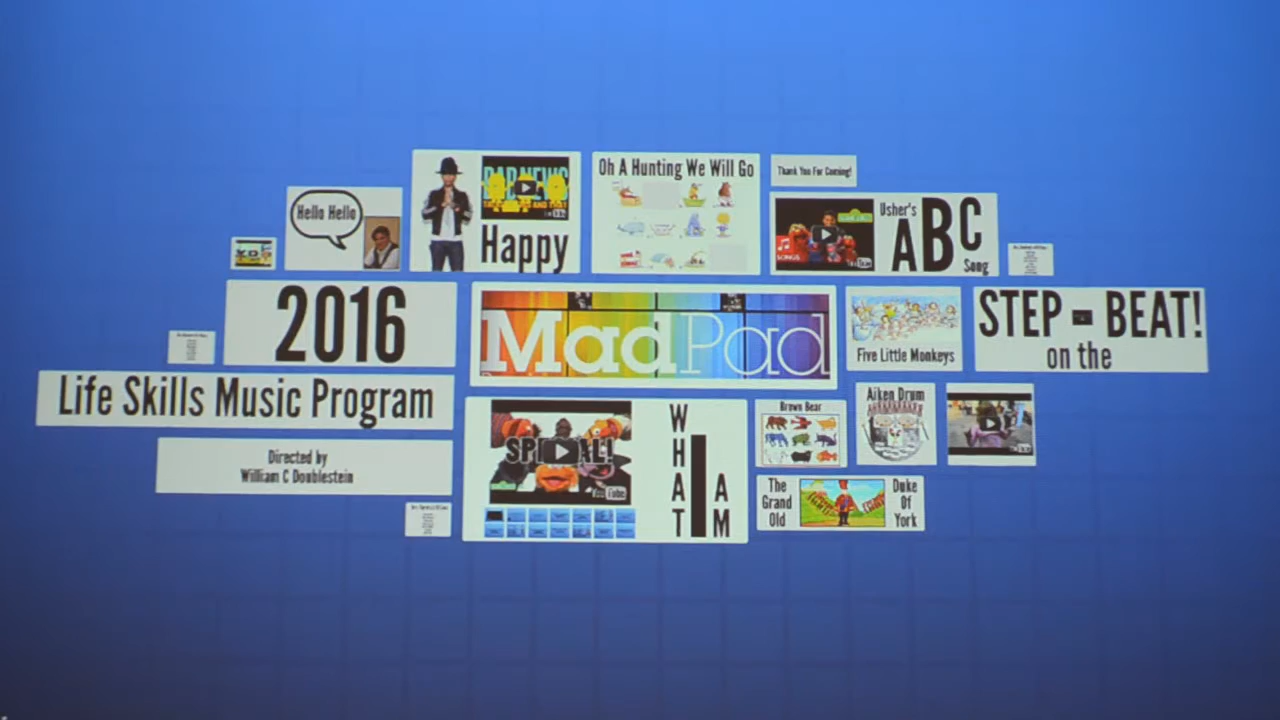 Hello Hello
Happy
Oh A Hunting We Will Go
Thank You For Coming!
SONGS
Usher's
ABC
Song
2016
MadPad
Five Little Monkeys
STEP - BEAT!
on the
Life Skills Music Program
Directed by
William C Doublestein
WHAT
I
AM
Brown Bear
Aiken Drum
The
Grand
Old
Duke
Of
York